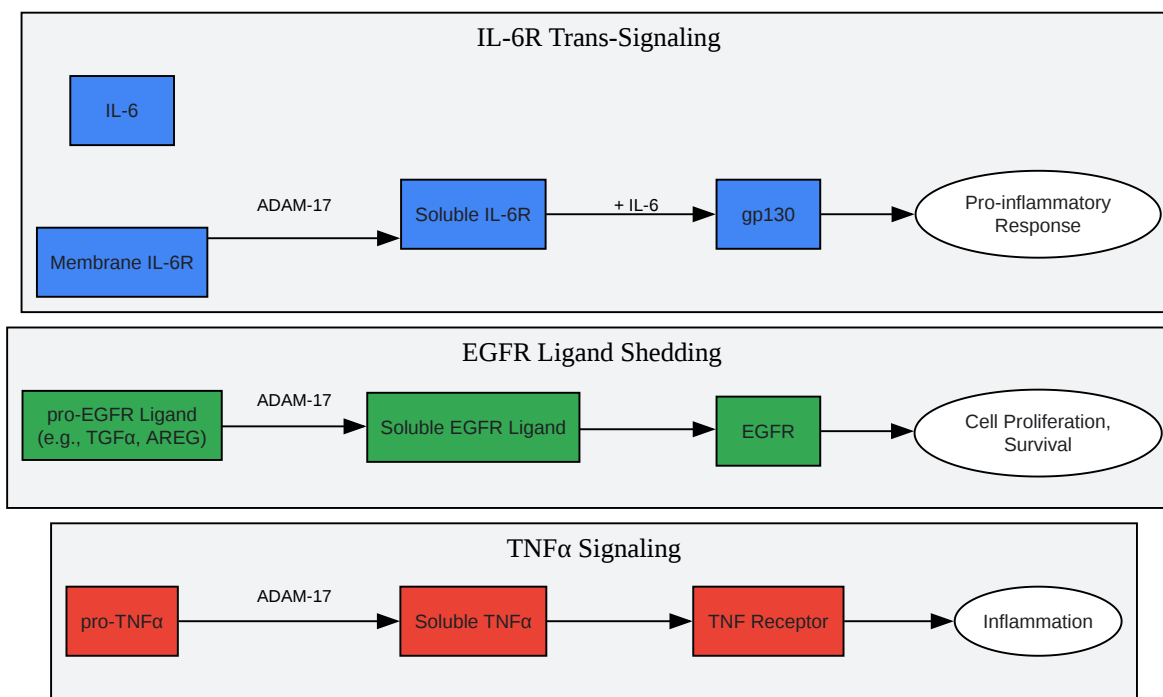 IL-6R Trans-Signaling
IL-6
ADAM-17
Membrane IL-6R
Soluble IL-6R
+ IL-6
gp130
Pro-inflammatory
Response
EGFR Ligand Shedding
pro-EGFR Ligand
(e.g., TGFα, AREG)
ADAM-17
Soluble EGFR Ligand
EGFR
Cell Proliferation,
Survival
TNFα Signaling
pro-TNFα
ADAM-17
Soluble TNFα
TNF Receptor
Inflammation